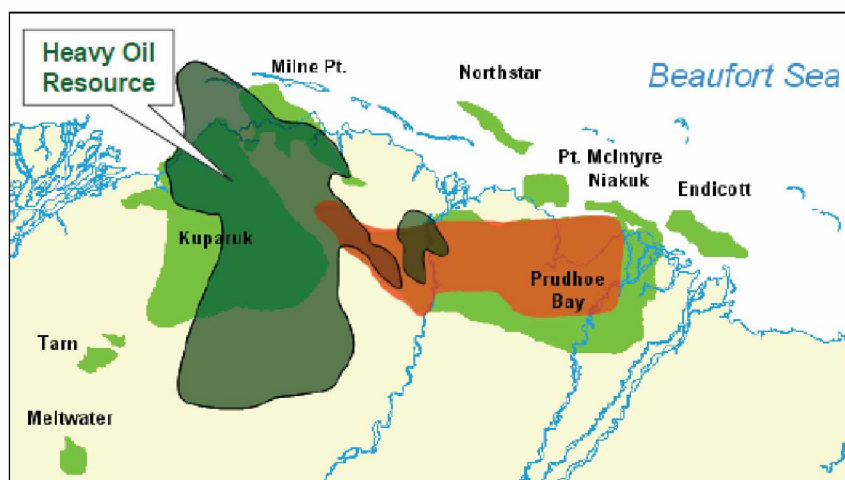 Heavy Oil
Resource
Milne Pt.
Northstar
Beaufort Sea
Pt. McIntyre
Niakuk
Endicott
Kuparuk
Prudhoe
Bay
Tarn
Meltwater